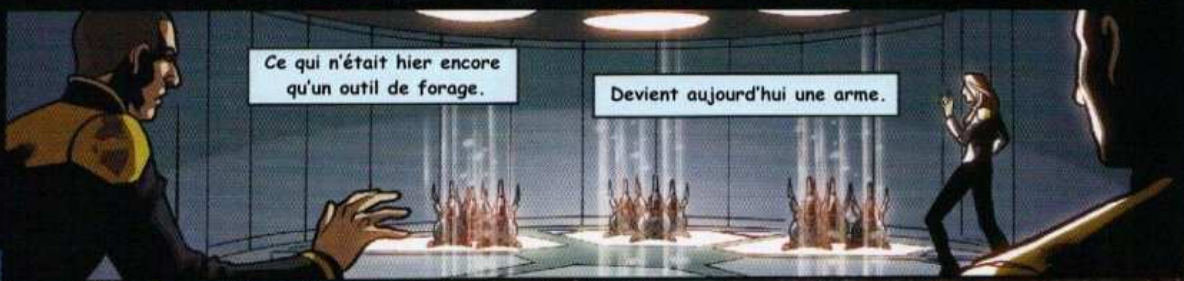 Ce qui n'était hier encore
qu'un outil de forage.
Devient aujourd'hui une arme.